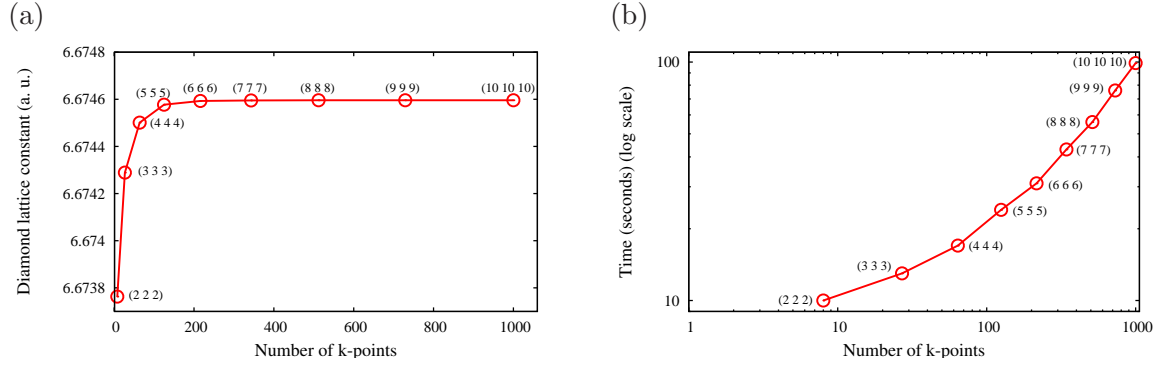 (a)
Diamond lattice constant (a. u.)
6.6748
6.6746
6.6744
6.6742
6.674
6.6738
(2 2 2)
(3 3 3)
(4 4 4)
(5 5 5)
(6 6 6)
(7 7 7)
(8 8 8)
(9 9 9)
(10 10 10)
0
200
400
600
800
1000
Number of k-points
(b)
Time (seconds) (log scale)
100
10
(2 2 2)
(3 3 3)
(4 4 4)
(5 5 5)
(6 6 6)
(7 7 7)
(8 8 8)
(9 9 9)
(10 10 10)
1
10
100
1000
Number of k-points